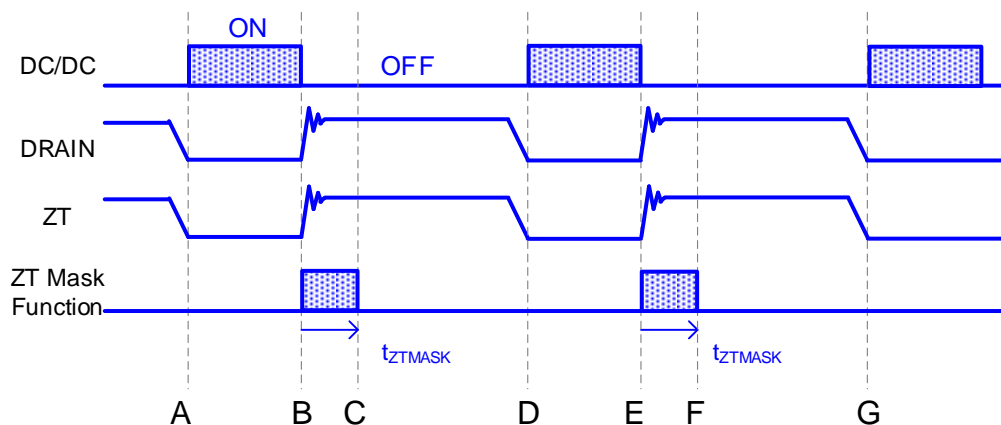 ON
DC/DC
OFF
DRAIN
ZT
ZT Mask
Function
tZTMASK
tZTMASK
A B C D E F G